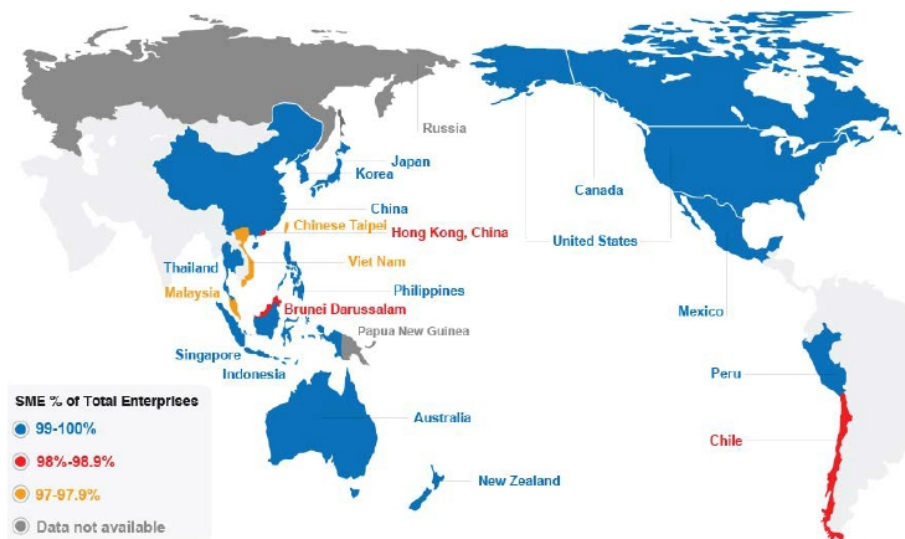 Russia
Japan
Korea
Canada
China
Chinese Taipei
Hong Kong, China
United States
Viet Nam
Thailand
Malaysia
Philippines
Brunei Darussalam
Mexico
Papua New Guinea
Singapore
Indonesia
Peru
SME % of Total Enterprises
99-100%
98%-98.9%
97-97.9%
Data not available
Australia
Chile
New Zealand